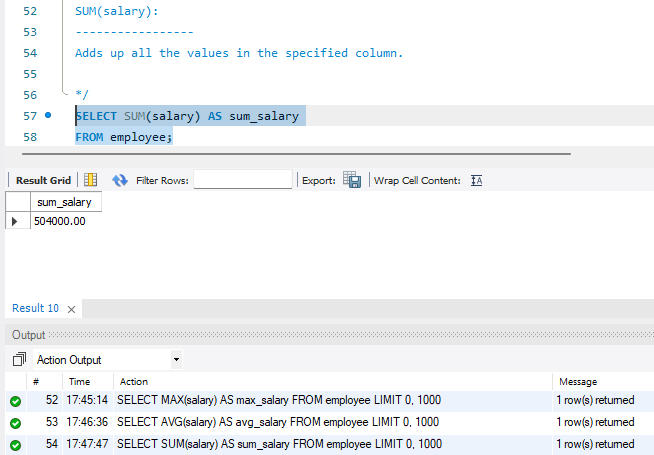 52 SUM(salary):
53 -----------------
54 Adds up all the values in the specified column.
55
56 */
57 SELECT SUM(salary) AS sum_salary
58 FROM employee;
Result Grid Filter Rows: Export: Wrap Cell Content: IA
sum_salary
504000.00
Result 10 ×
Output
Action Output
# Time Action Message
52 17:45:14 SELECT MAX(salary) AS max_salary FROM employee LIMIT 0, 1000 1 row(s) returned
53 17:46:36 SELECT AVG(salary) AS avg_salary FROM employee LIMIT 0, 1000 1 row(s) returned
54 17:47:47 SELECT SUM(salary) AS sum_salary FROM employee LIMIT 0, 1000 1 row(s) returned